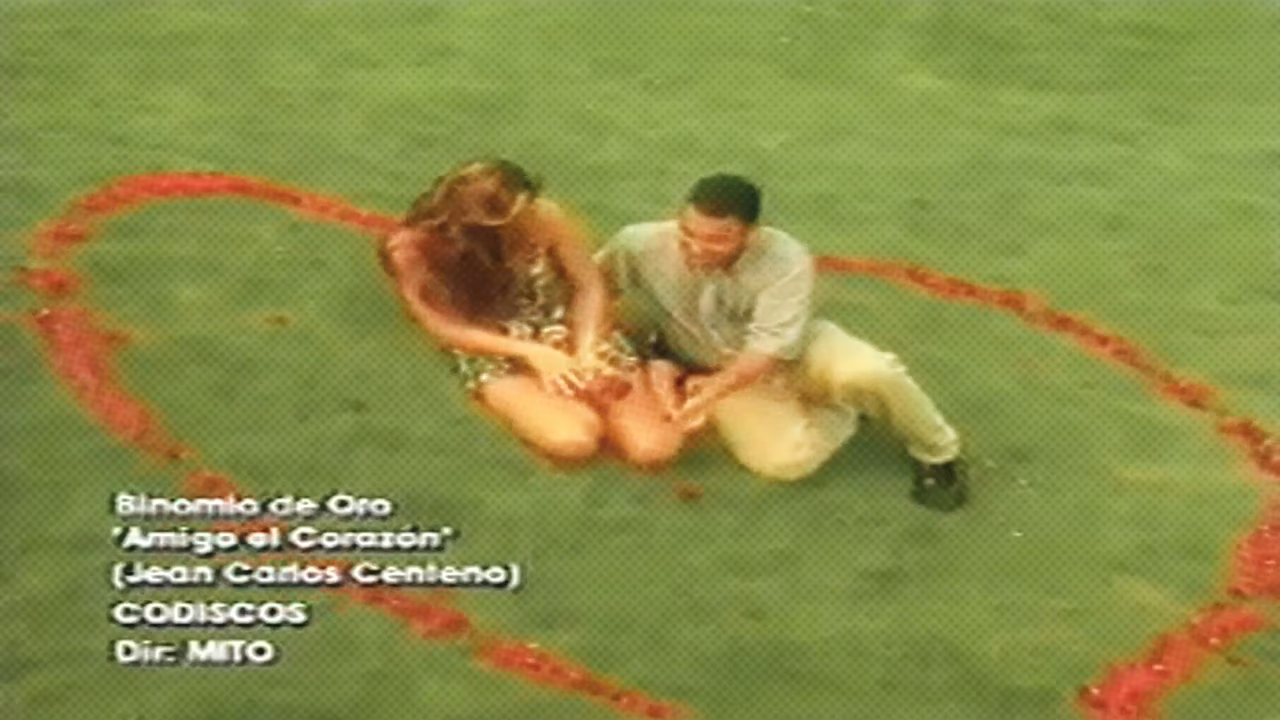 Binomio de Oro
"Amigo el Corazón"
(Jean Carlos Centeno)
CODISCOS
Dir: MITO